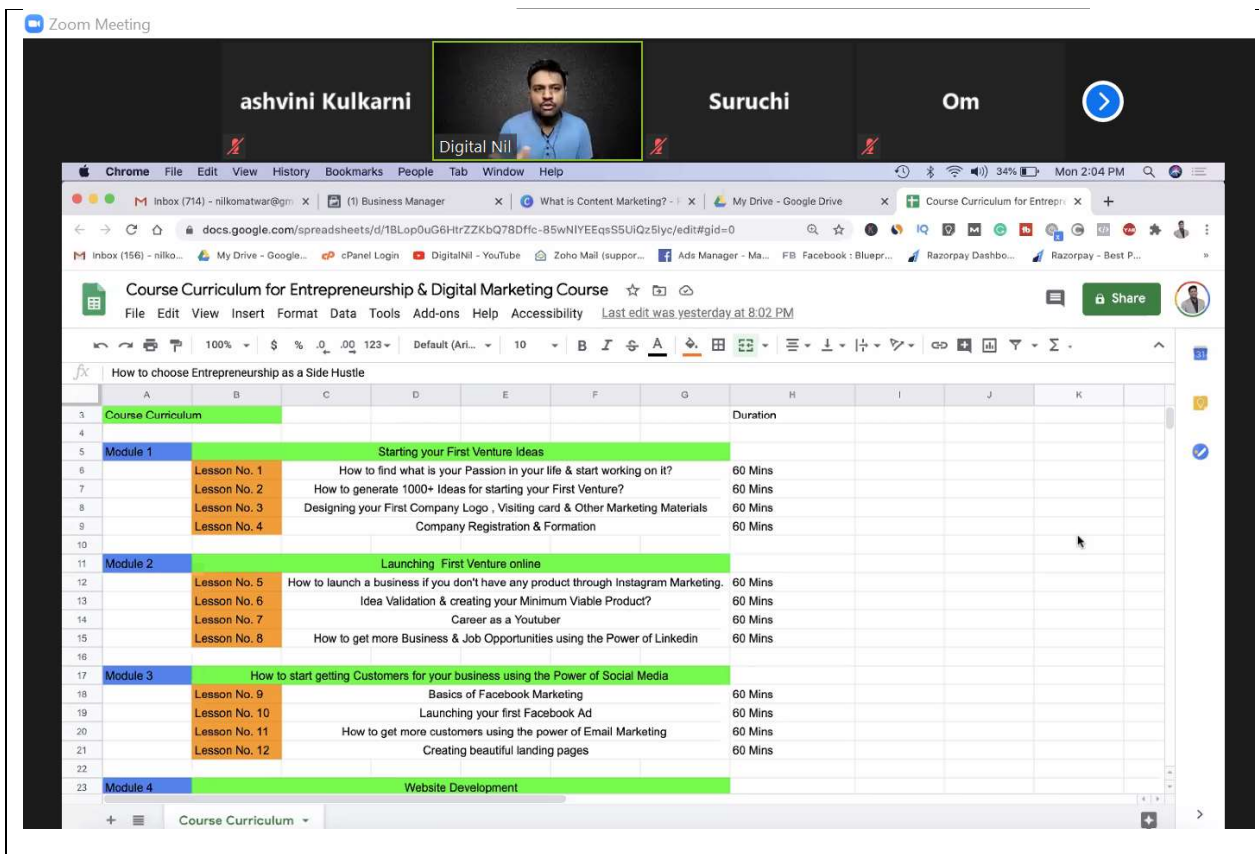 Zoom Meeting
ashvini Kulkarni
Digital Nil
Suruchi
Om
Chrome File Edit View History Bookmarks People Tab Window Help 34% Mon 2:04 PM
Inbox (714) - nilkomatwar@gm (1) Business Manager What is Content Marketing? - My Drive - Google Drive Course Curriculum for Entrepr
docs.google.com/spreadsheets/d/
Inbox (156) - nilko... My Drive - Google... cPanel Login DigitalNil - YouTube Zoho Mail (suppor... Ads Manager - Ma... FB Facebook : Bluepr... Razorpay Dashbo... Razorpay - Best P...
Course Curriculum for Entrepreneurship & Digital Marketing Course
File Edit View Insert Format Data Tools Add-ons Help Accessibility Last edit was yesterday at 8:02 PM
Share
100% $ % .0 .00 123 Default (Ari... 10 B I S A
fx How to choose Entrepreneurship as a Side Hustle
A B C D E F G H I J K
3 Course Curriculum Duration
4
5 Module 1 Starting your First Venture Ideas
6 Lesson No. 1 How to find what is your Passion in your life & start working on it? 60 Mins
7 Lesson No. 2 How to generate 1000+ Ideas for starting your First Venture? 60 Mins
8 Lesson No. 3 Designing your First Company Logo , Visiting card & Other Marketing Materials 60 Mins
9 Lesson No. 4 Company Registration & Formation 60 Mins
10
11 Module 2 Launching First Venture online
12 Lesson No. 5 How to launch a business if you don't have any product through Instagram Marketing. 60 Mins
13 Lesson No. 6 Idea Validation & creating your Minimum Viable Product? 60 Mins
14 Lesson No. 7 Career as a Youtuber 60 Mins
15 Lesson No. 8 How to get more Business & Job Opportunities using the Power of Linkedin 60 Mins
16
17 Module 3 How to start getting Customers for your business using the Power of Social Media
18 Lesson No. 9 Basics of Facebook Marketing 60 Mins
19 Lesson No. 10 Launching your first Facebook Ad 60 Mins
20 Lesson No. 11 How to get more customers using the power of Email Marketing 60 Mins
21 Lesson No. 12 Creating beautiful landing pages 60 Mins
22
23 Module 4 Website Development
Course Curriculum